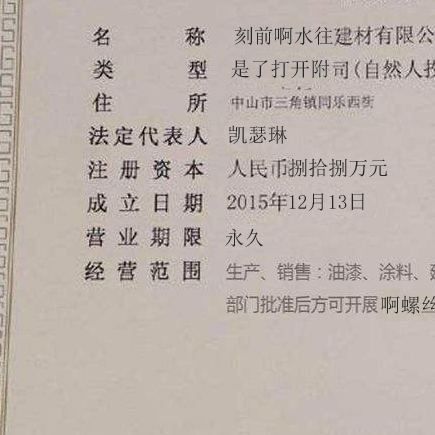 名 称 刻前啊水往建材有限公
类 型 是了打开附司(自然人投
住 所 中山市三角镇同乐西街
法定代表人 凯瑟琳
注册资本 人民币捌拾捌万元
成立日期 2015年12月13日
营业期限 永久
经营范围 生产、销售：油漆、涂料、
部门批准后方可开展啊螺丝